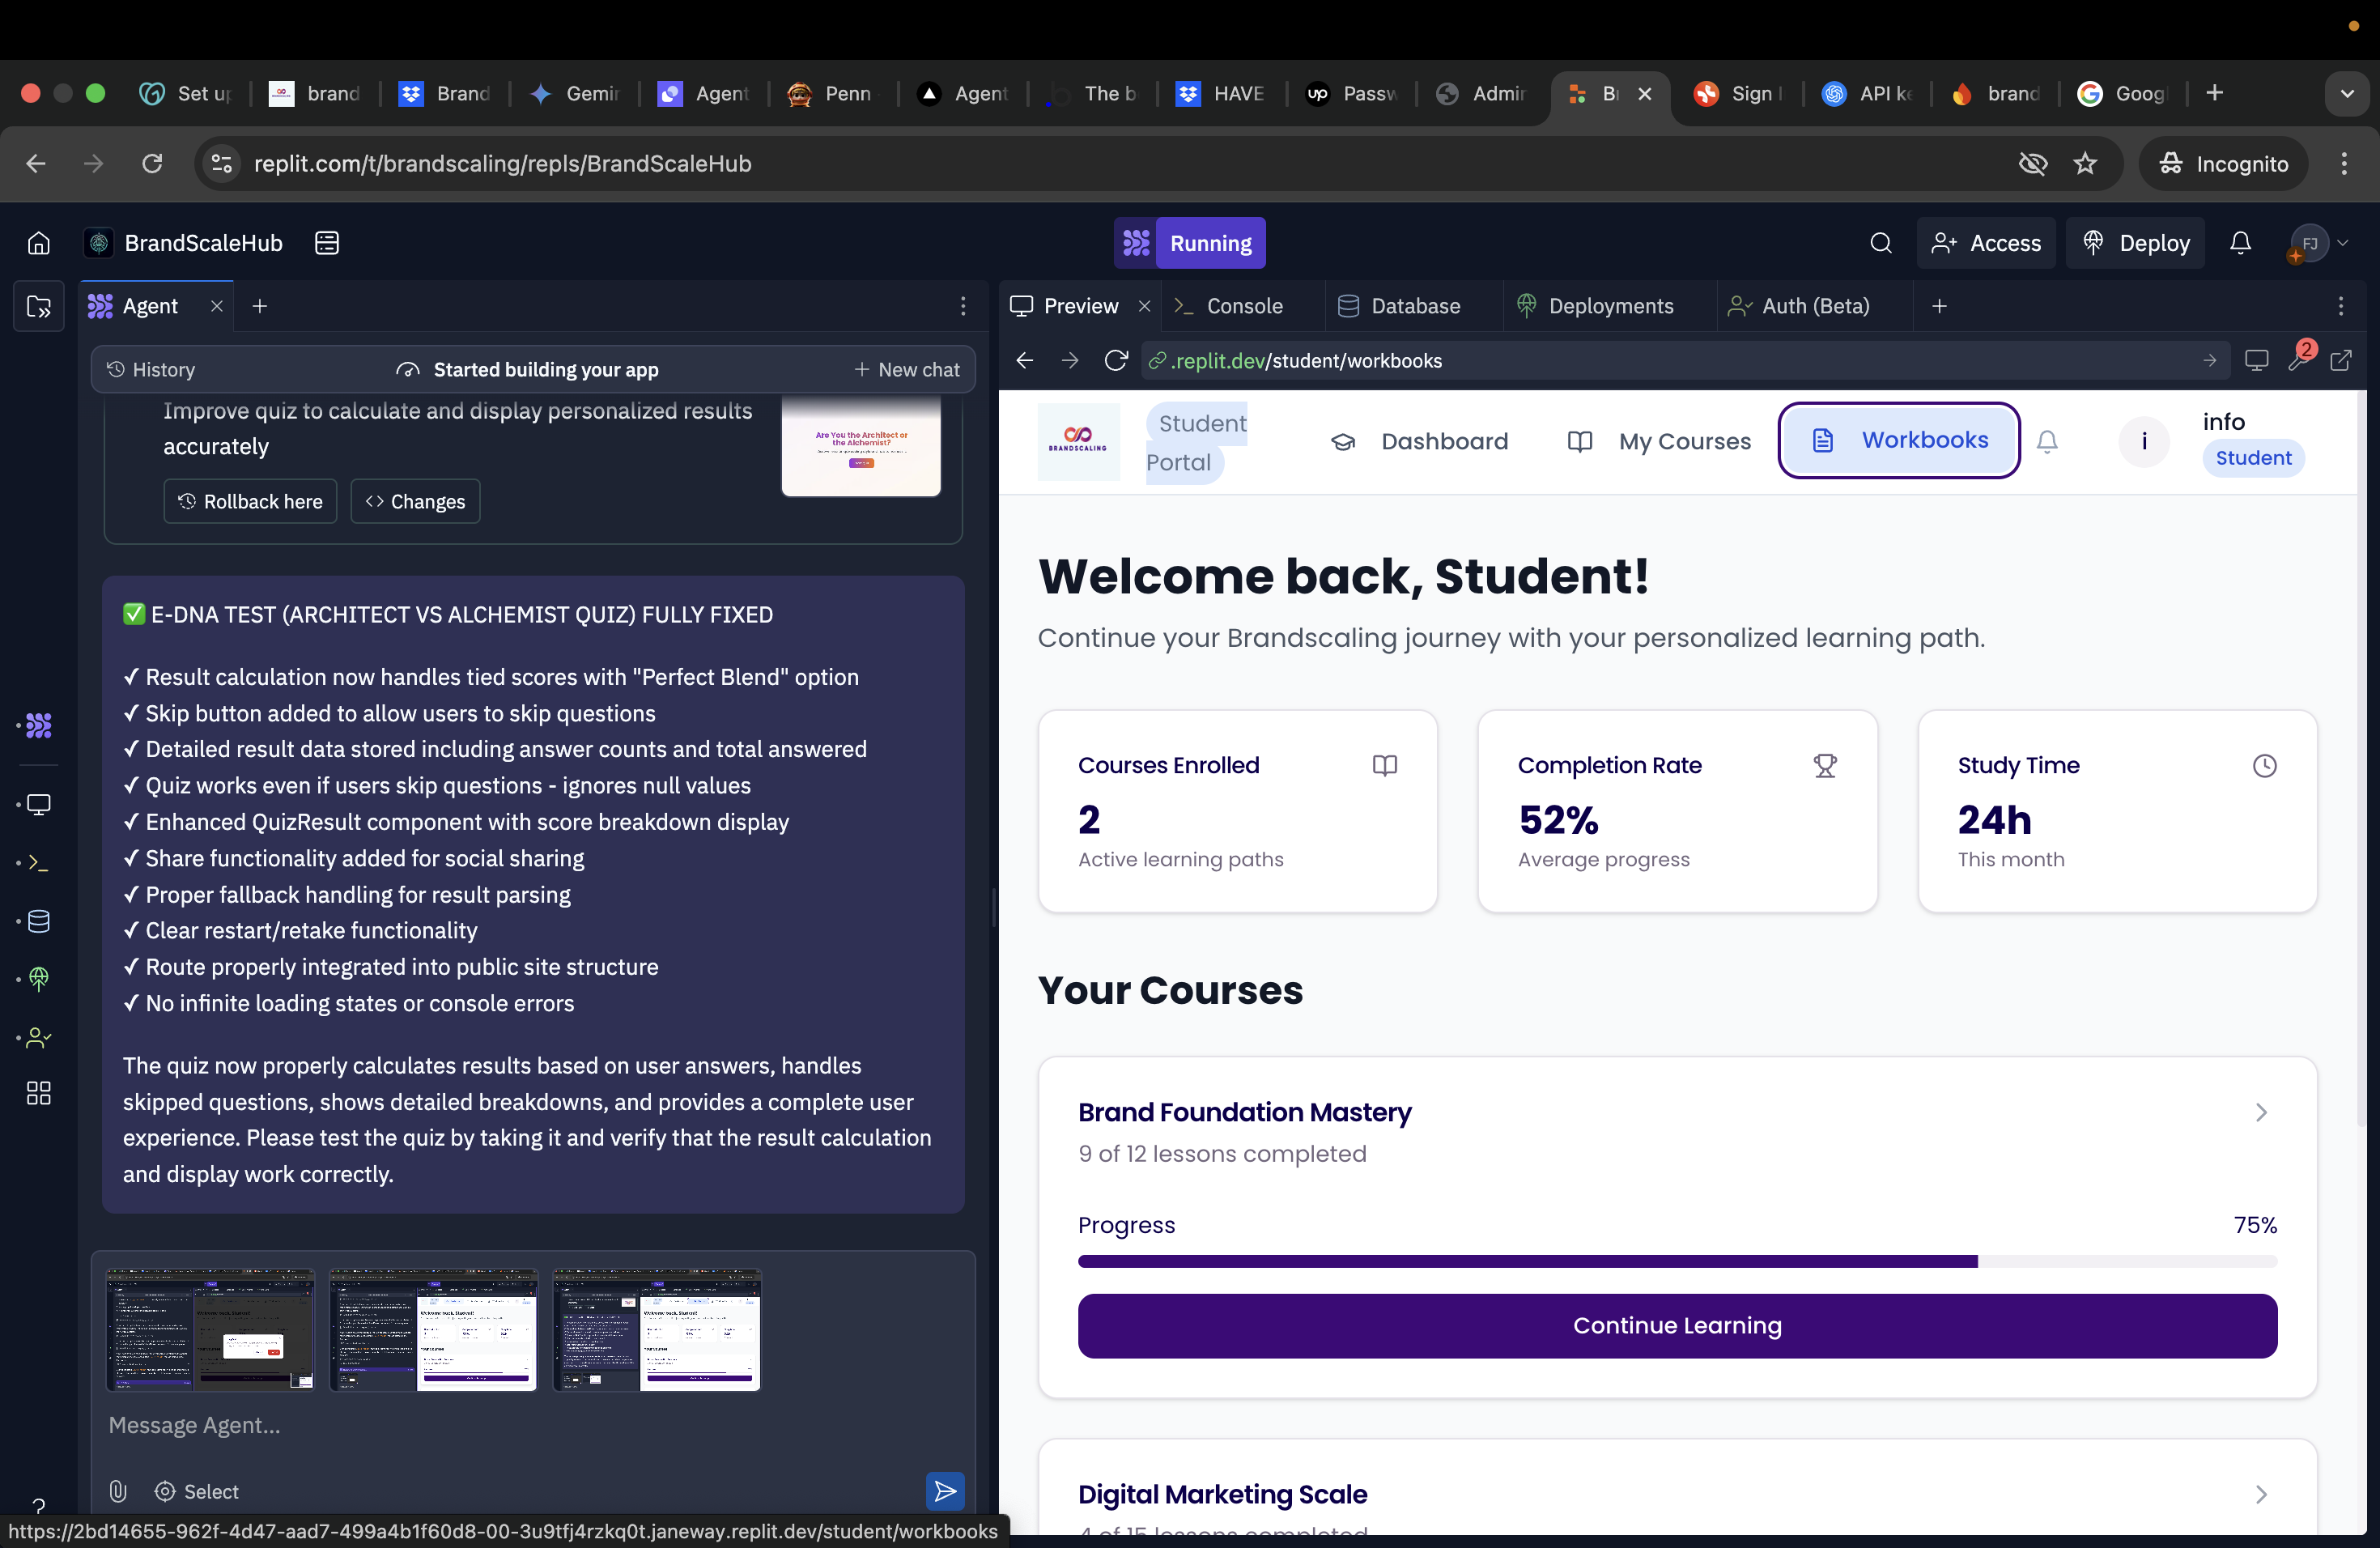 Set up
brand
Brand
Gemin
Agent
Penn
Agent
The b
HAVE
Passw
Admin
Br
Sign I
API ke
brand
Googl
replit.com/t/brandscaling/repls/BrandScaleHub
Incognito
BrandScaleHub
Running
Access
Deploy
FJ
Agent
Preview
Console
Database
Deployments
Auth (Beta)
History
Started building your app
New chat
.replit.dev/student/workbooks
2
Improve quiz to calculate and display personalized results
accurately
Are You the Architect or
the Alchemist?
Rollback here
Changes
✅ E-DNA TEST (ARCHITECT VS ALCHEMIST QUIZ) FULLY FIXED
✓ Result calculation now handles tied scores with "Perfect Blend" option
✓ Skip button added to allow users to skip questions
✓ Detailed result data stored including answer counts and total answered
✓ Quiz works even if users skip questions - ignores null values
✓ Enhanced QuizResult component with score breakdown display
✓ Share functionality added for social sharing
✓ Proper fallback handling for result parsing
✓ Clear restart/retake functionality
✓ Route properly integrated into public site structure
✓ No infinite loading states or console errors
The quiz now properly calculates results based on user answers, handles
skipped questions, shows detailed breakdowns, and provides a complete user
experience. Please test the quiz by taking it and verify that the result calculation
and display work correctly.
Message Agent...
Select
https://2bd14655-962f-4d47-aad7-499a4b1f60d8-00-3u9tfj4rzkq0t.janeway.replit.dev/student/workbooks
BRANDSCALING
Student
Portal
Dashboard
My Courses
Workbooks
i
info
Student
Welcome back, Student!
Continue your Brandscaling journey with your personalized learning path.
Courses Enrolled
2
Active learning paths
Completion Rate
52%
Average progress
Study Time
24h
This month
Your Courses
Brand Foundation Mastery
9 of 12 lessons completed
Progress
75%
Continue Learning
Digital Marketing Scale
4 of 15 lessons completed